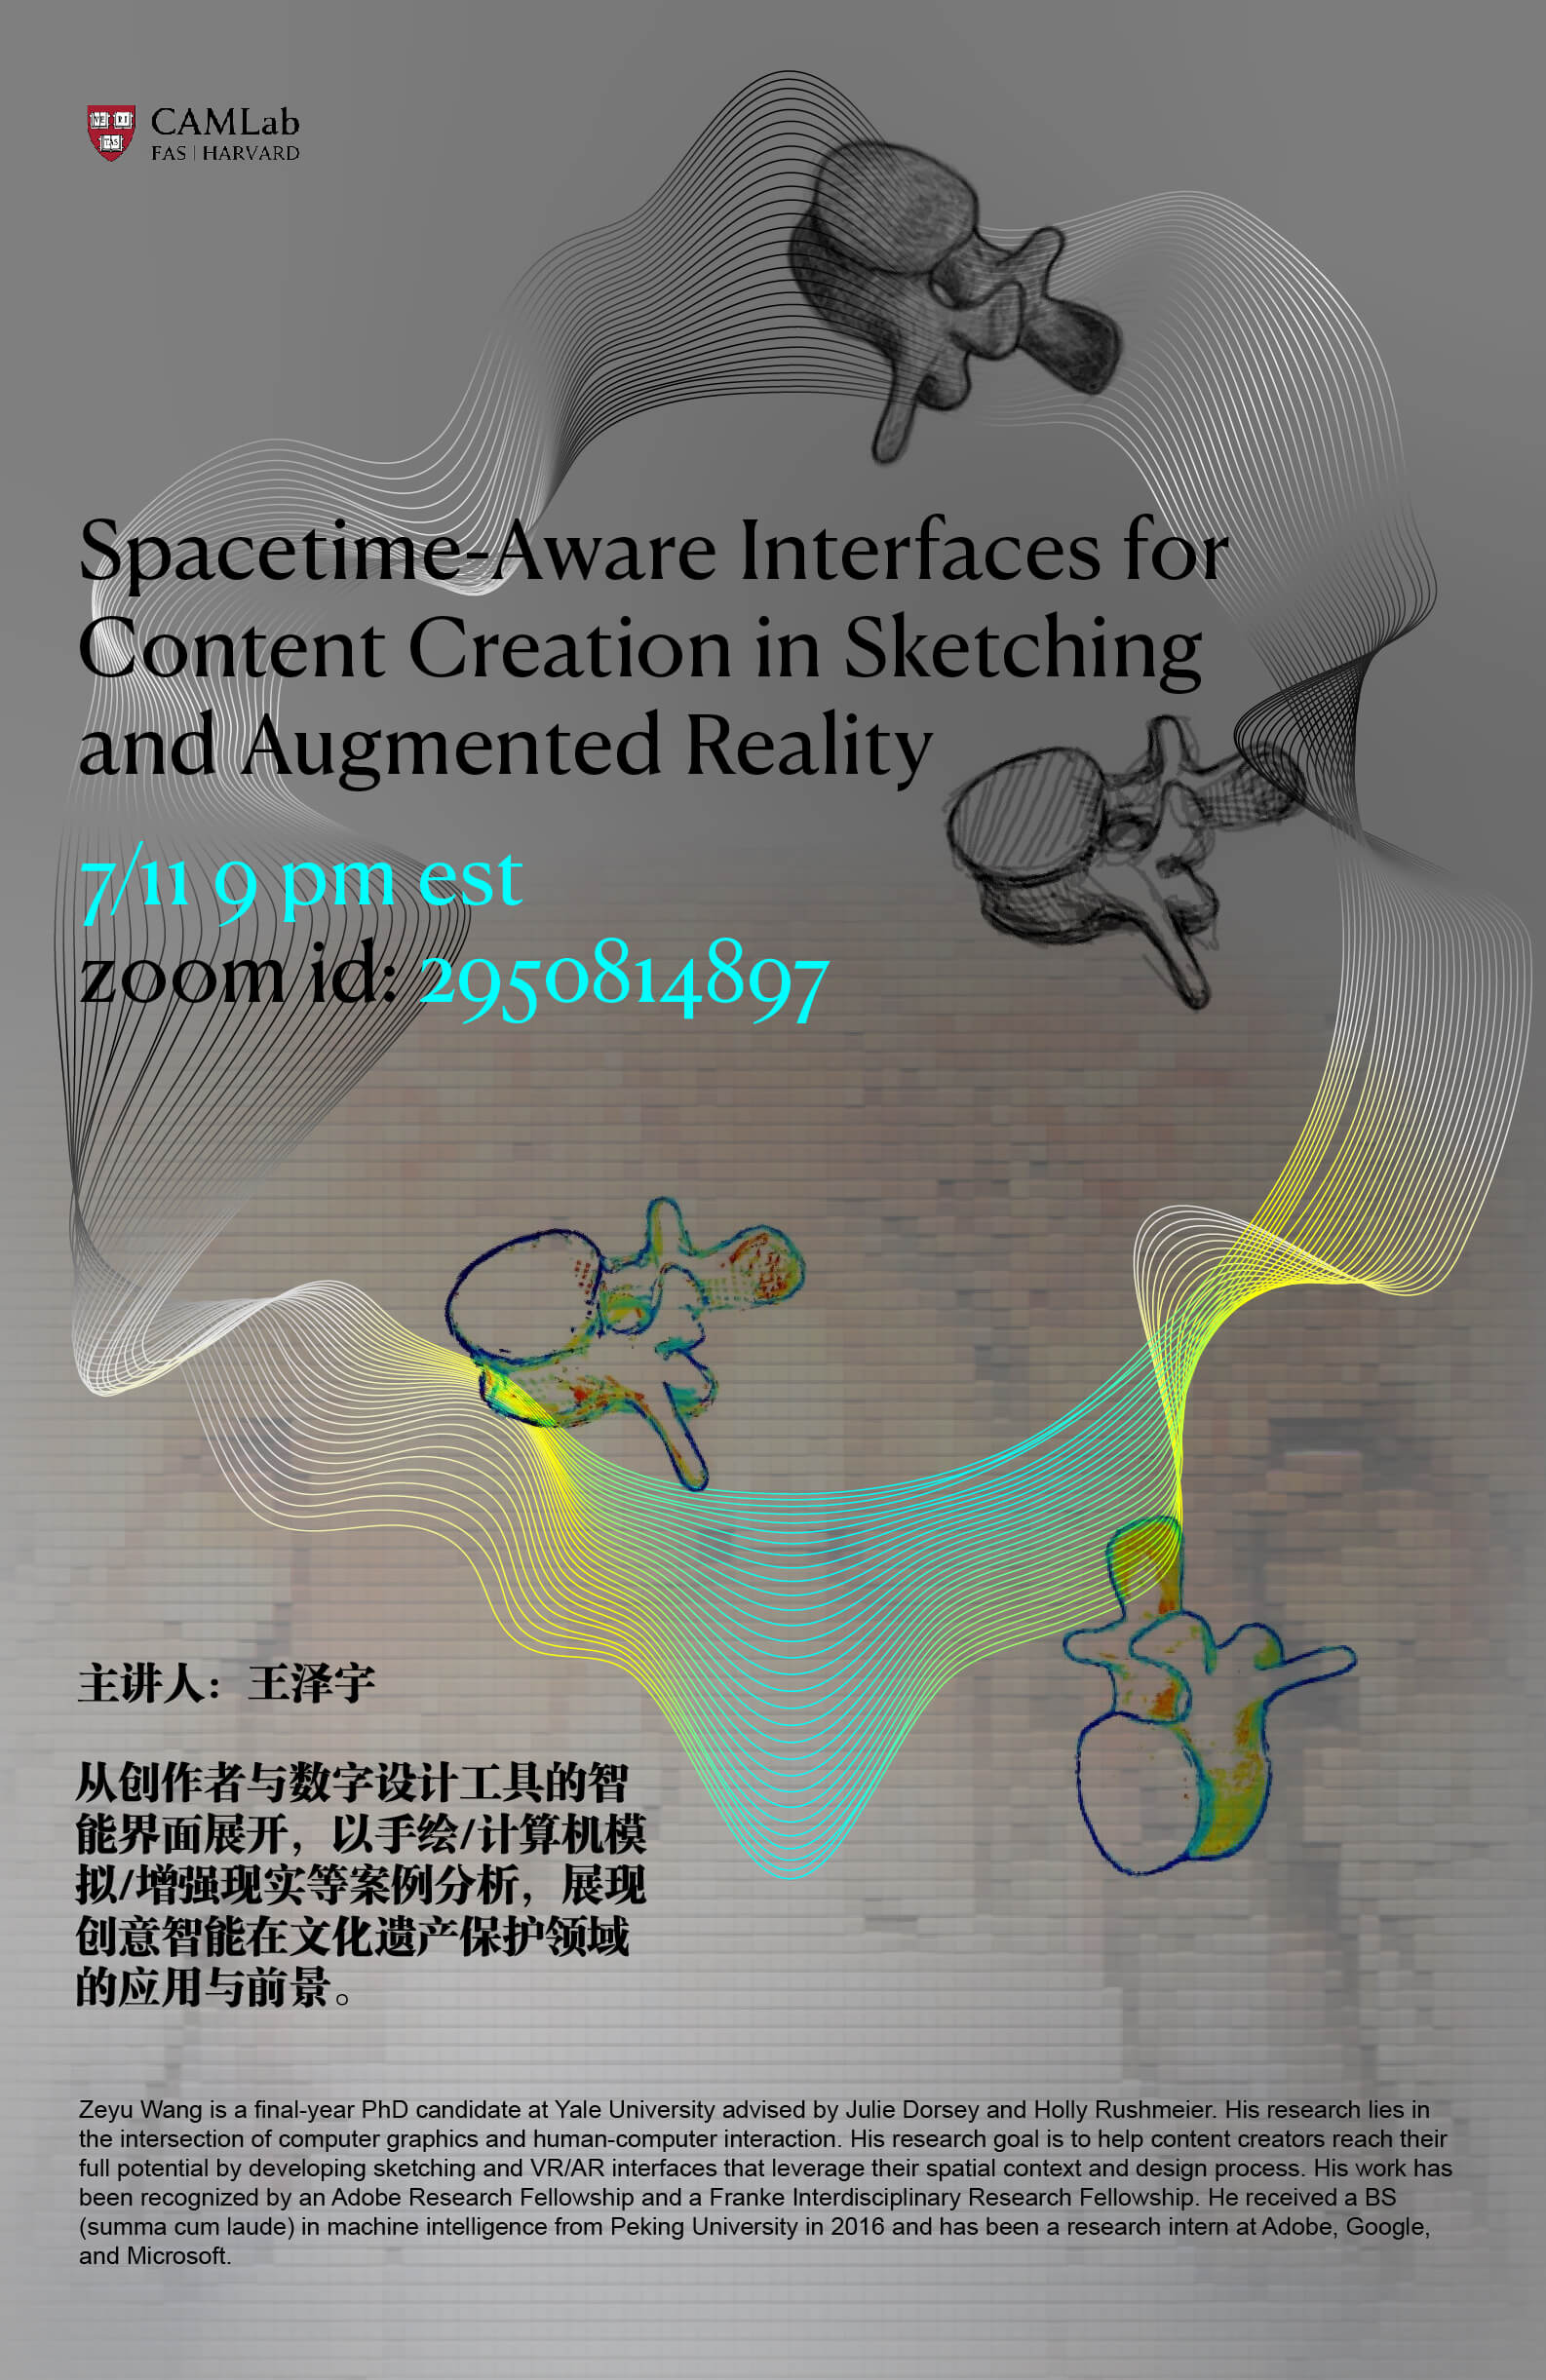 VE RI
TAS
CAMLab
FAS | HARVARD
Spacetime-Aware Interfaces for
Content Creation in Sketching
and Augmented Reality
7/11 9 pm est
zoom id: 2950814897
主讲人：王泽宇
从创作者与数字设计工具的智
能界面展开，以手绘/计算机模
拟/增强现实等案例分析，展现
创意智能在文化遗产保护领域
的应用与前景。
Zeyu Wang is a final-year PhD candidate at Yale University advised by Julie Dorsey and Holly Rushmeier. His research lies in
the intersection of computer graphics and human-computer interaction. His research goal is to help content creators reach their
full potential by developing sketching and VR/AR interfaces that leverage their spatial context and design process. His work has
been recognized by an Adobe Research Fellowship and a Franke Interdisciplinary Research Fellowship. He received a BS
(summa cum laude) in machine intelligence from Peking University in 2016 and has been a research intern at Adobe, Google,
and Microsoft.